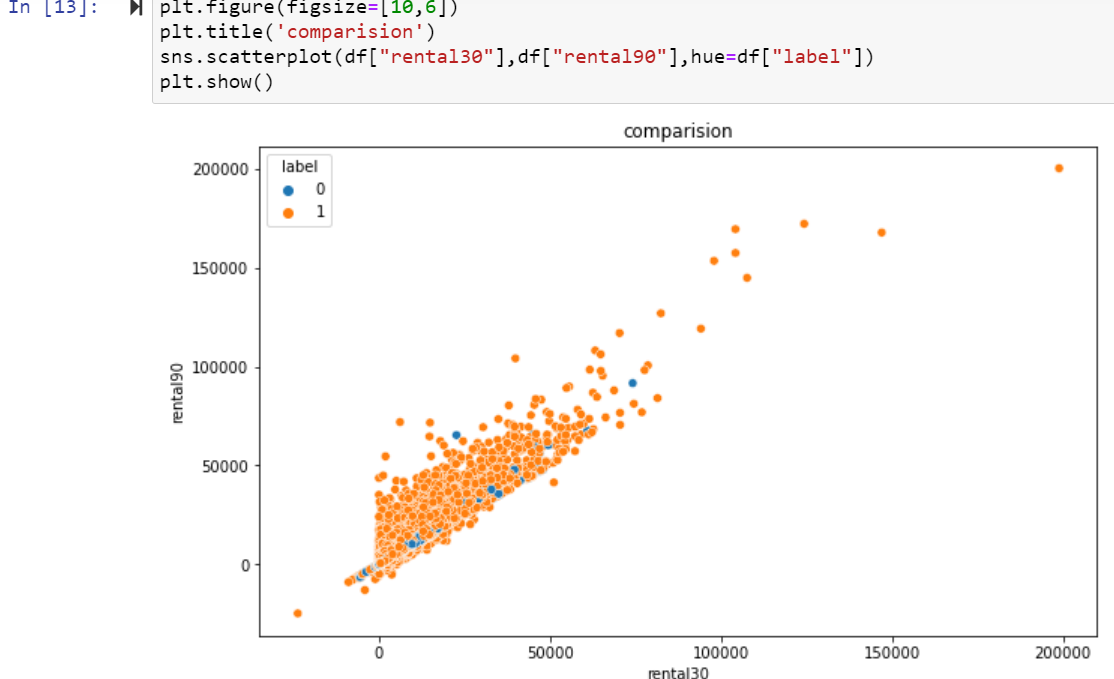 In [13]:
plt.figure(figsize=[10,6])
plt.title('comparision')
sns.scatterplot(df["rental30"],df["rental90"],hue=df["label"])
plt.show()
comparision
label
0
1
200000
150000
100000
50000
0
rental90
0 50000 100000 150000 200000
rental30